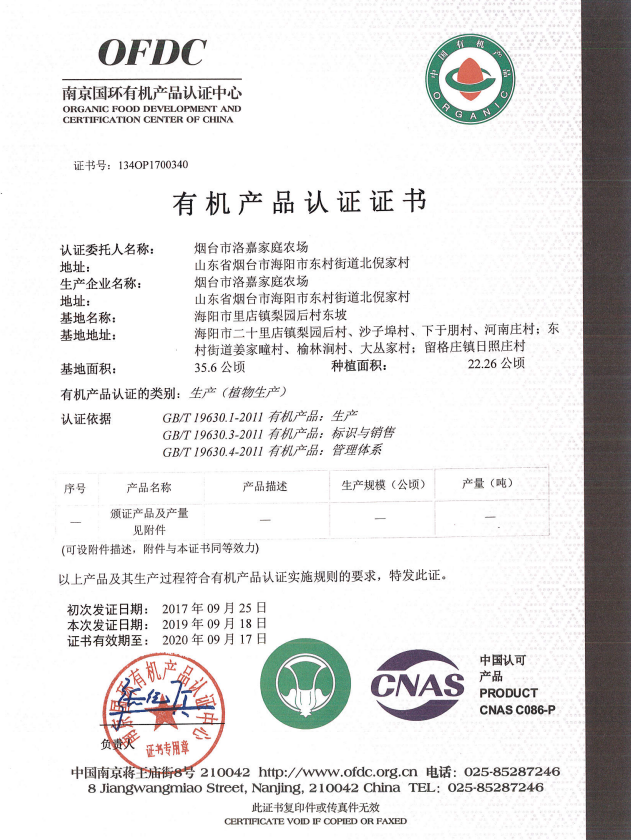 OFDC
南京国环有机产品认证中心
ORGANIC FOOD DEVELOPMENT AND
CERTIFICATION CENTER OF CHINA
中国有机产品
ORGANIC
证书号：134OP1700340
有机产品认证证书
认证委托人名称： 烟台市洛嘉家庭农场
地址： 山东省烟台市海阳市东村街道北倪家村
生产企业名称： 烟台市洛嘉家庭农场
地址： 山东省烟台市海阳市东村街道北倪家村
基地名称： 海阳市里店镇梨园后村东坡
基地地址： 海阳市二十里店镇梨园后村、沙子埠村、下于朋村、河南庄村；东
村街道姜家疃村、榆林涧村、大丛家村；留格庄镇日照庄村
基地面积： 35.6 公顷 种植面积： 22.26 公顷
有机产品认证的类别：生产（植物生产）
认证依据 GB/T 19630.1-2011 有机产品：生产
GB/T 19630.3-2011 有机产品：标识与销售
GB/T 19630.4-2011 有机产品：管理体系
序号 产品名称 产品描述 生产规模（公顷） 产量（吨）
— 颁证产品及产量 — — —
见附件
(可设附件描述，附件与本证书同等效力)
以上产品及其生产过程符合有机产品认证实施规则的要求，特发此证。
初次发证日期： 2017 年 09 月 25 日
本次发证日期： 2019 年 09 月 18 日
证书有效期至： 2020 年 09 月 17 日
南京国环有机产品认证中心
证书专用章
负责人
CNAS
中国认可
产品
PRODUCT
CNAS C086-P
中国南京蒋王庙街8号 210042 http://www.ofdc.org.cn 电话：025-85287246
8 Jiangwangmiao Street, Nanjing, 210042 China TEL：025-85287246
此证书复印件或传真件无效
CERTIFICATE VOID IF COPIED OR FAXED